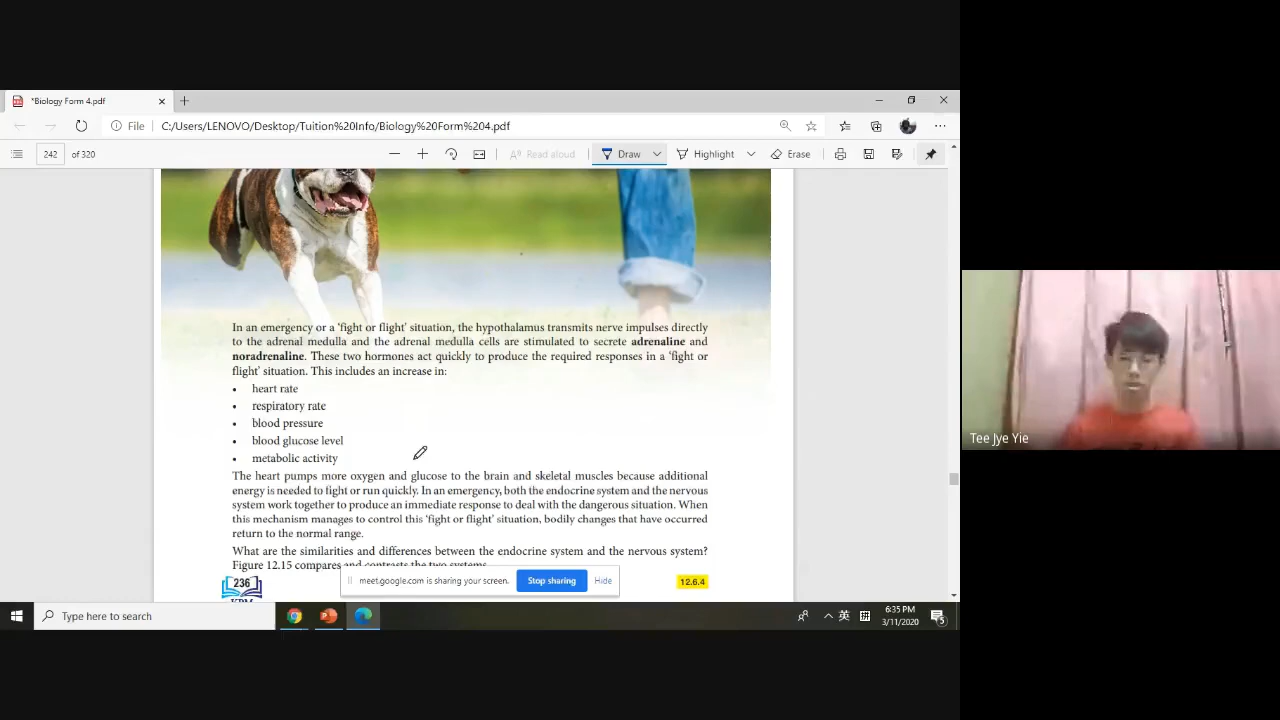 *Biology Form 4.pdf
File
C:/Users/LENOVO/Desktop/Tuition%20Info/Biology%20Form%204.pdf
242 of 320
Read aloud
Draw
Highlight
Erase
In an emergency or a 'fight or flight' situation, the hypothalamus transmits nerve impulses directly
to the adrenal medulla and the adrenal medulla cells are stimulated to secrete adrenaline and
noradrenaline. These two hormones act quickly to produce the required responses in a 'fight or
flight' situation. This includes an increase in:
• heart rate
• respiratory rate
• blood pressure
• blood glucose level
• metabolic activity
The heart pumps more oxygen and glucose to the brain and skeletal muscles because additional
energy is needed to fight or run quickly. In an emergency, both the endocrine system and the nervous
system work together to produce an immediate response to deal with the dangerous situation. When
this mechanism manages to control this 'fight or flight' situation, bodily changes that have occurred
return to the normal range.
What are the similarities and differences between the endocrine system and the nervous system?
Figure 12.15 compares and contrasts the two systems.
236
KPM
12.6.4
meet.google.com is sharing your screen.
Stop sharing
Hide
Tee Jye Yie
Type here to search
英
6:35 PM
3/11/2020
5